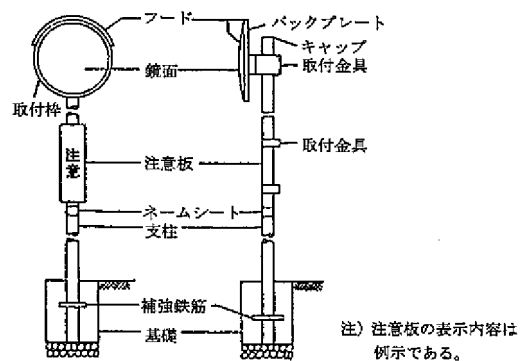 フード
バックプレート
キャップ
取付金具
鏡面
取付枠
取付金具
注意
注意板
ネームシート
支柱
補強鉄筋
基礎
注）注意板の表示内容は
例示である。